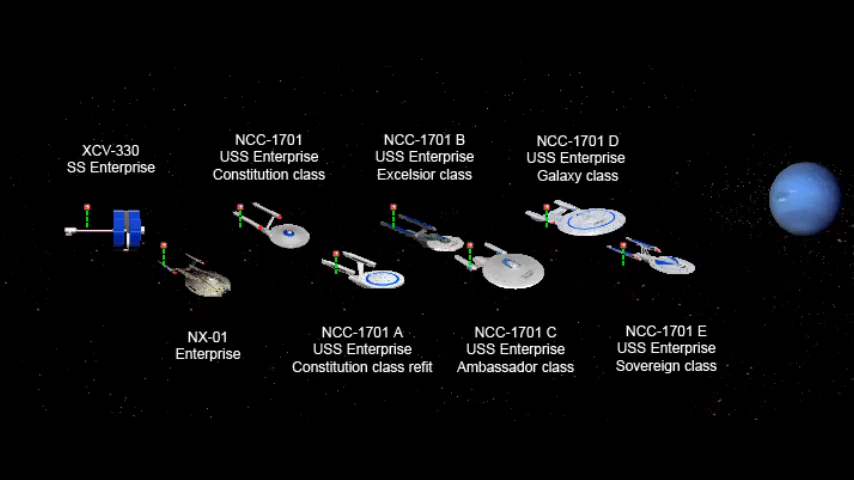 XCV-330
SS Enterprise
NCC-1701
USS Enterprise
Constitution class
NCC-1701 B
USS Enterprise
Excelsior class
NCC-1701 D
USS Enterprise
Galaxy class
NX-01
Enterprise
NCC-1701 A
USS Enterprise
Constitution class refit
NCC-1701 C
USS Enterprise
Ambassador class
NCC-1701 E
USS Enterprise
Sovereign class